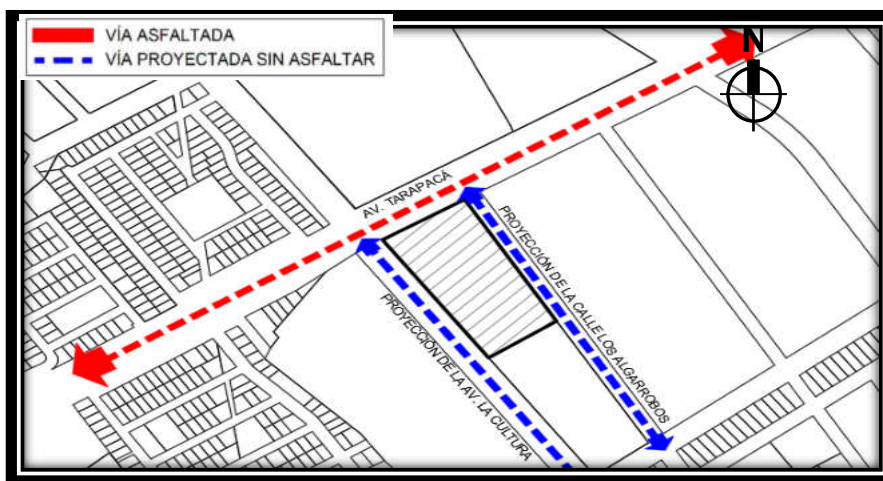 VÍA ASFALTADA
VÍA PROYECTADA SIN ASFALTAR
N
AV. TARAPACÁ
PROYECCIÓN DE LA CALLE LOS ALGARROBOS
PROYECCIÓN DE LA AV. LA CULTURA